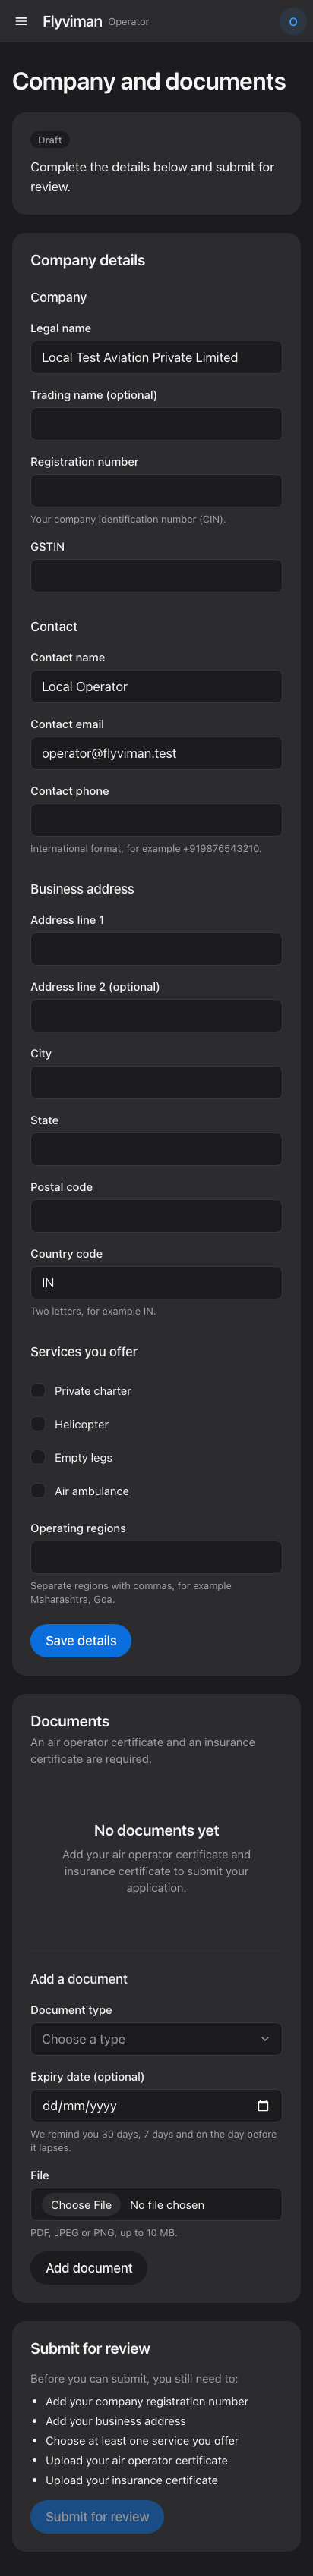 Flyviman Operator O
Company and documents
Draft
Complete the details below and submit for
review.
Company details
Company
Legal name
Local Test Aviation Private Limited
Trading name (optional)
Registration number
Your company identification number (CIN).
GSTIN
Contact
Contact name
Local Operator
Contact email
operator@flyviman.test
Contact phone
International format, for example +919876543210.
Business address
Address line 1
Address line 2 (optional)
City
State
Postal code
Country code
IN
Two letters, for example IN.
Services you offer
Private charter
Helicopter
Empty legs
Air ambulance
Operating regions
Separate regions with commas, for example
Maharashtra, Goa.
Save details
Documents
An air operator certificate and an insurance
certificate are required.
No documents yet
Add your air operator certificate and
insurance certificate to submit your
application.
Add a document
Document type
Choose a type
Expiry date (optional)
dd/mm/yyyy
We remind you 30 days, 7 days and on the day before
it lapses.
File
Choose File No file chosen
PDF, JPEG or PNG, up to 10 MB.
Add document
Submit for review
Before you can submit, you still need to:
• Add your company registration number
• Add your business address
• Choose at least one service you offer
• Upload your air operator certificate
• Upload your insurance certificate
Submit for review